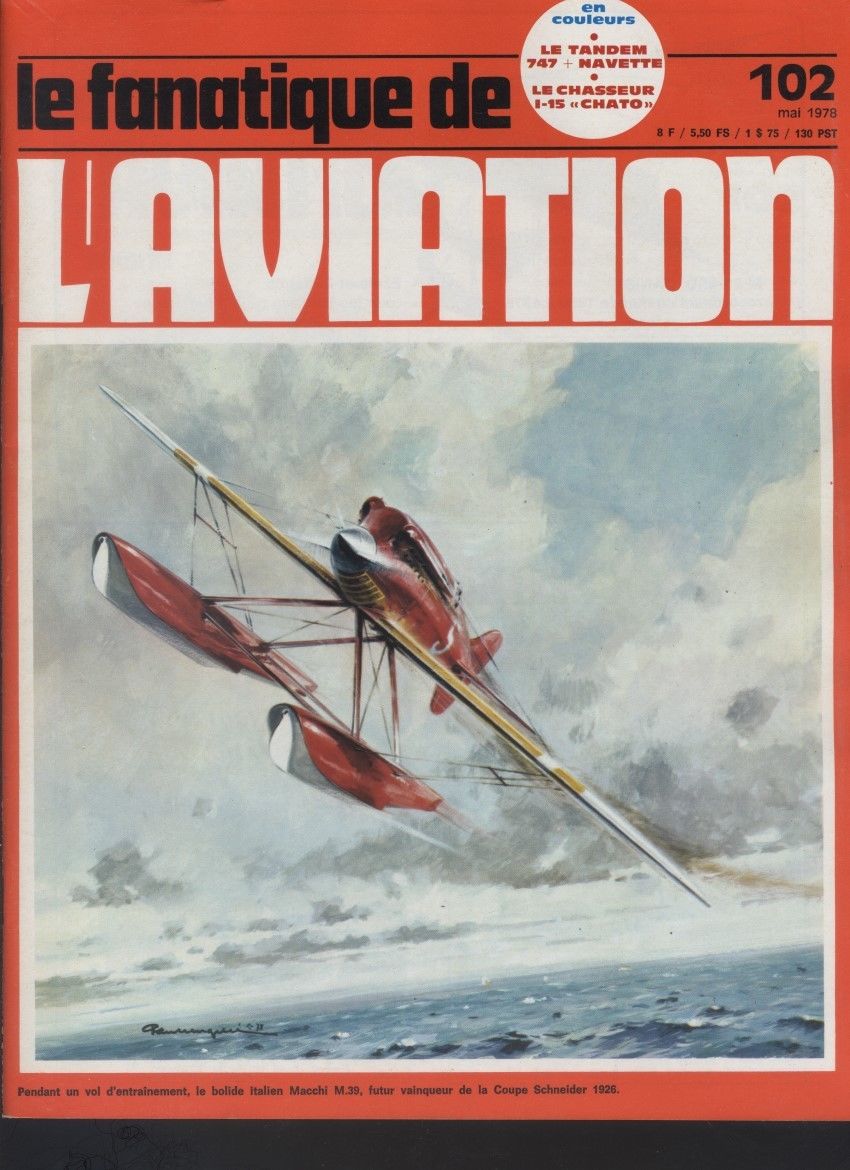 en
couleurs
•
LE TANDEM
747 + NAVETTE
•
LE CHASSEUR
I-15 «CHATO»
le fanatique de
102
mai 1978
8 F / 5,50 FS / 1 $ 75 / 130 PST
L'AVIATION
Pendant un vol d'entraînement, le bolide italien Macchi M.39, futur vainqueur de la Coupe Schneider 1926.